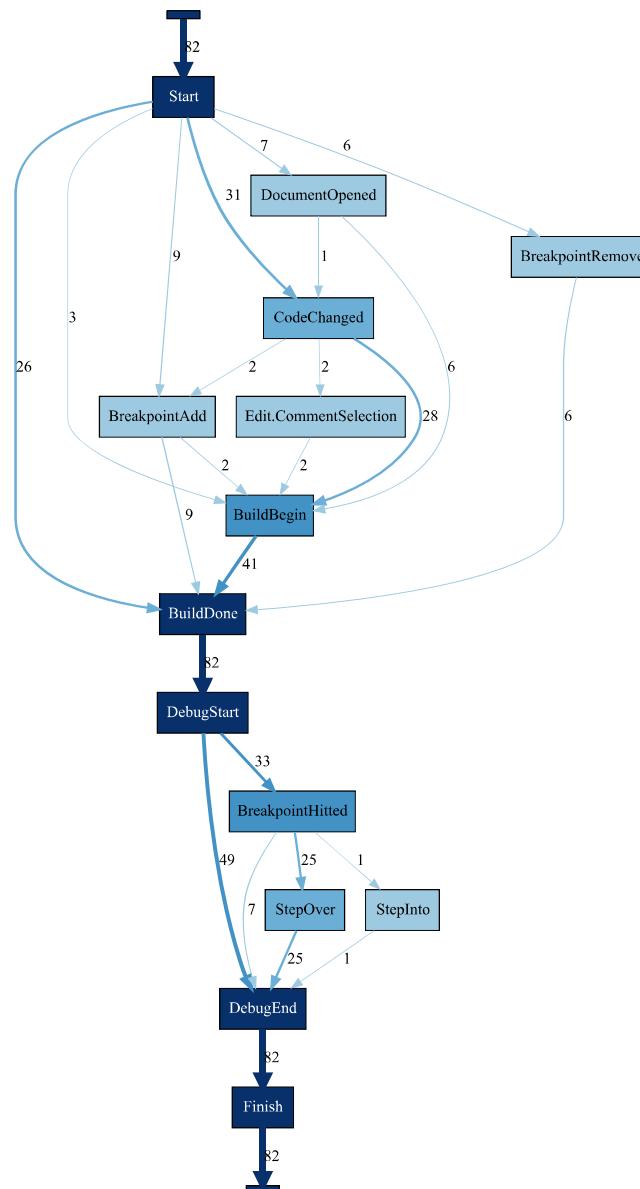 82
Start
7
6
31
DocumentOpened
9
1
BreakpointRemove
3
CodeChanged
26
2
2
6
6
BreakpointAdd
Edit.CommentSelection
28
2
2
9
BuildBegin
41
BuildDone
82
DebugStart
33
BreakpointHitted
49
25
1
7
StepOver
StepInto
25
1
DebugEnd
82
Finish
82